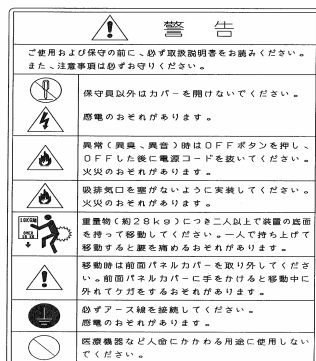 警告
ご使用および保守の前に、必ず取扱説明書をお読みください。
また、注意事項は必ずお守りください。
保守員以外はカバーを開けないでください。
感電のおそれがあります。
異常(異臭、異音)時はOFFボタンを押し、
OFFした後に電源コードを抜いてください。
火災のおそれがあります。
吸排気口を塞がないように実装してください。
火災のおそれがあります。
重量物(約28kg)につき二人以上で装置の底面
を持って移動してください。一人で持ち上げて
移動すると腰を痛めるおそれがあります。
移動時は前面パネルカバーを取り外してくださ
い。前面パネルカバーに手をかけると移動中に
外れてケガをするおそれがあります。
必ずアース線を接続してください。
感電のおそれがあります。
医療機器など人命にかかわる用途に使用しない
でください。